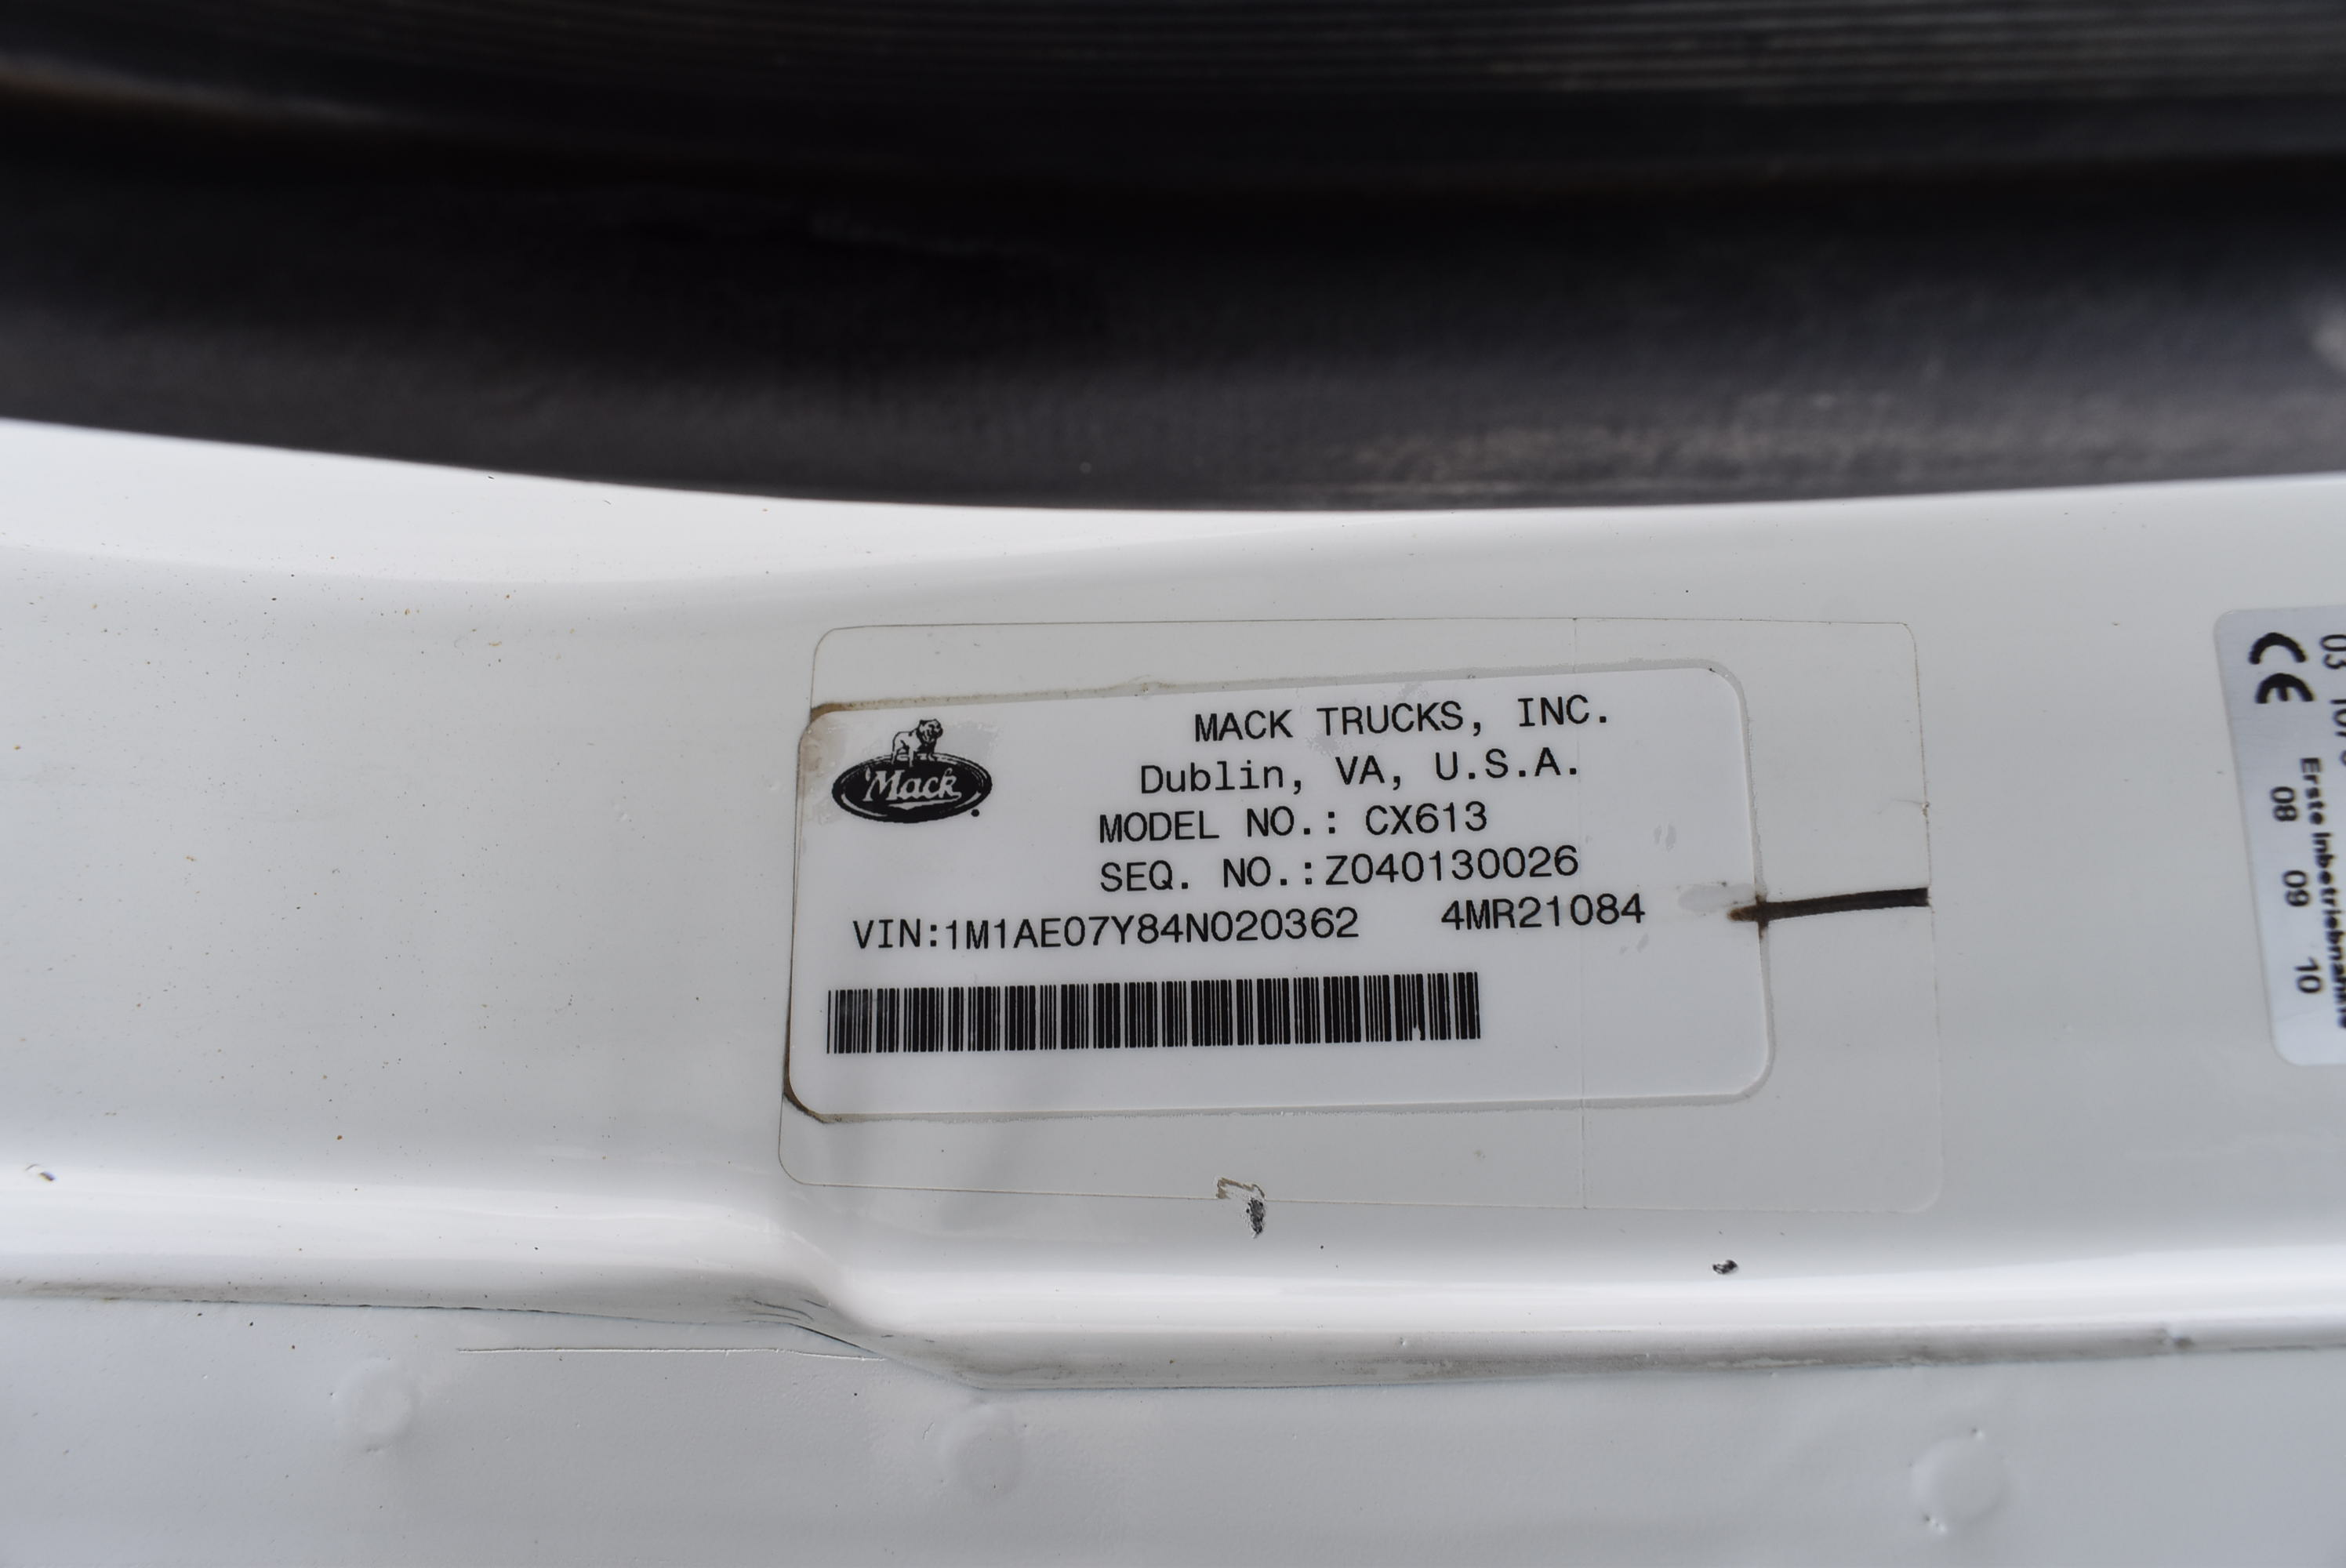 Mack
MACK TRUCKS, INC.
Dublin, VA, U.S.A.
MODEL NO.: CX613
SEQ. NO.:Z040130026
VIN:1M1AE07Y84N020362 4MR21084
CE
03
Erste Inbetriebnahme
08 09 10